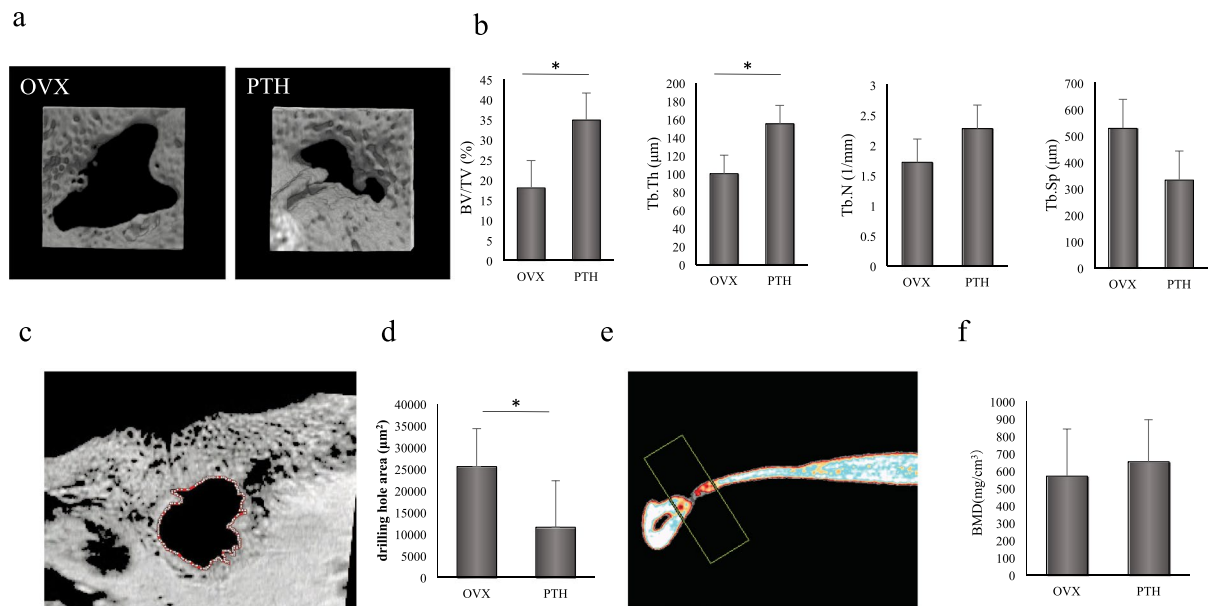 a
b
OVX
PTH
*
BV/TV (%)
45
40
35
30
25
20
15
10
5
0
OVX PTH
*
Tb.Th (μm)
200
180
160
140
120
100
80
60
40
20
0
OVX PTH
Tb.N (1/mm)
3
2.5
2
1.5
1
0.5
0
OVX PTH
Tb.Sp (μm)
700
600
500
400
300
200
100
0
OVX PTH
c
d
*
drilling hole area (μm²)
40000
35000
30000
25000
20000
15000
10000
5000
0
OVX PTH
e
f
BMD(mg/cm³)
1000
900
800
700
600
500
400
300
200
100
0
OVX PTH